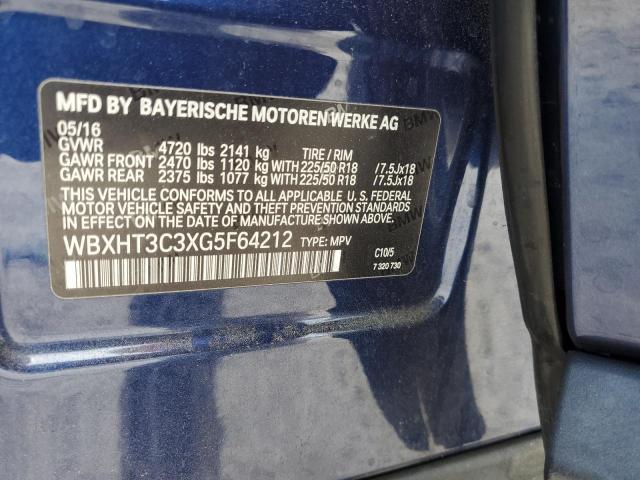 MFD BY BAYERISCHE MOTOREN WERKE AG
05/16
GVWR 4720 lbs 2141 kg TIRE / RIM
GAWR FRONT 2470 lbs 1120 kg WITH 225/50 R18 /7.5Jx18
GAWR REAR 2375 lbs 1077 kg WITH 225/50 R18 /7.5Jx18
THIS VEHICLE CONFORMS TO ALL APPLICABLE U. S. FEDERAL
MOTOR VEHICLE SAFETY AND THEFT PREVENTION STANDARDS
IN EFFECT ON THE DATE OF MANUFACTURE SHOWN ABOVE.
WBXHT3C3XG5F64212 TYPE: MPV
C10/5
7 320 730